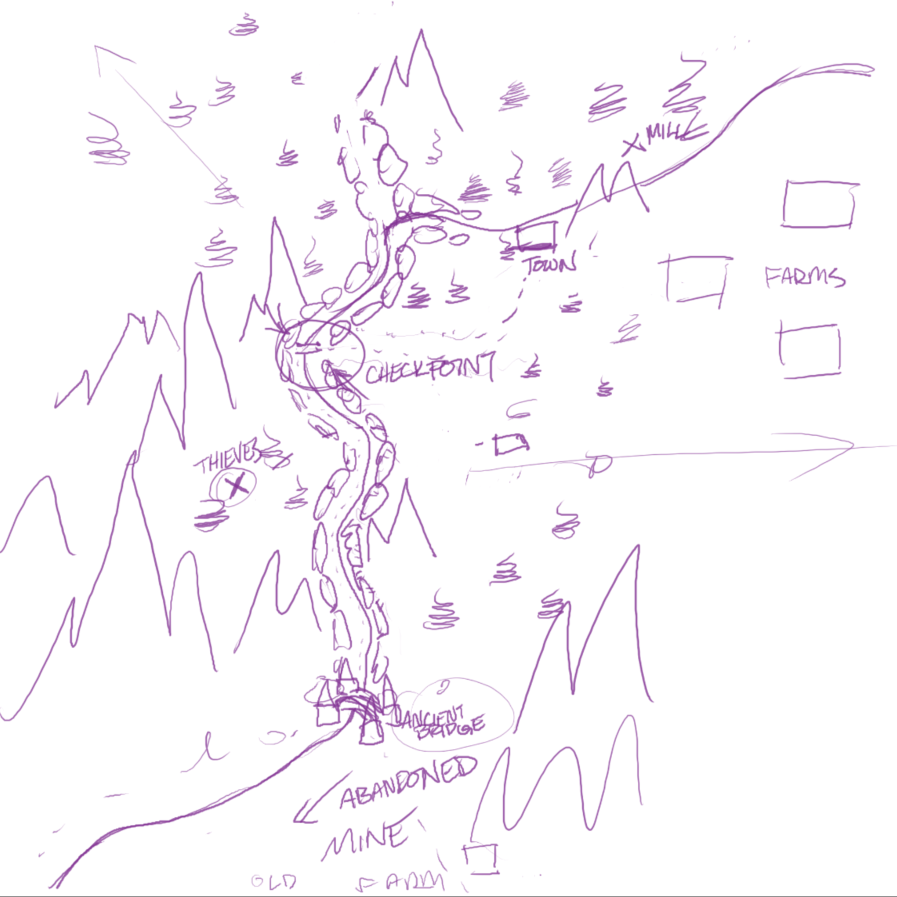 X MILL
TOWN
FARMS
CHECKPOINT
THIEVES
X
ANCIENT
BRIDGE
ABANDONED
MINE
OLD FARM